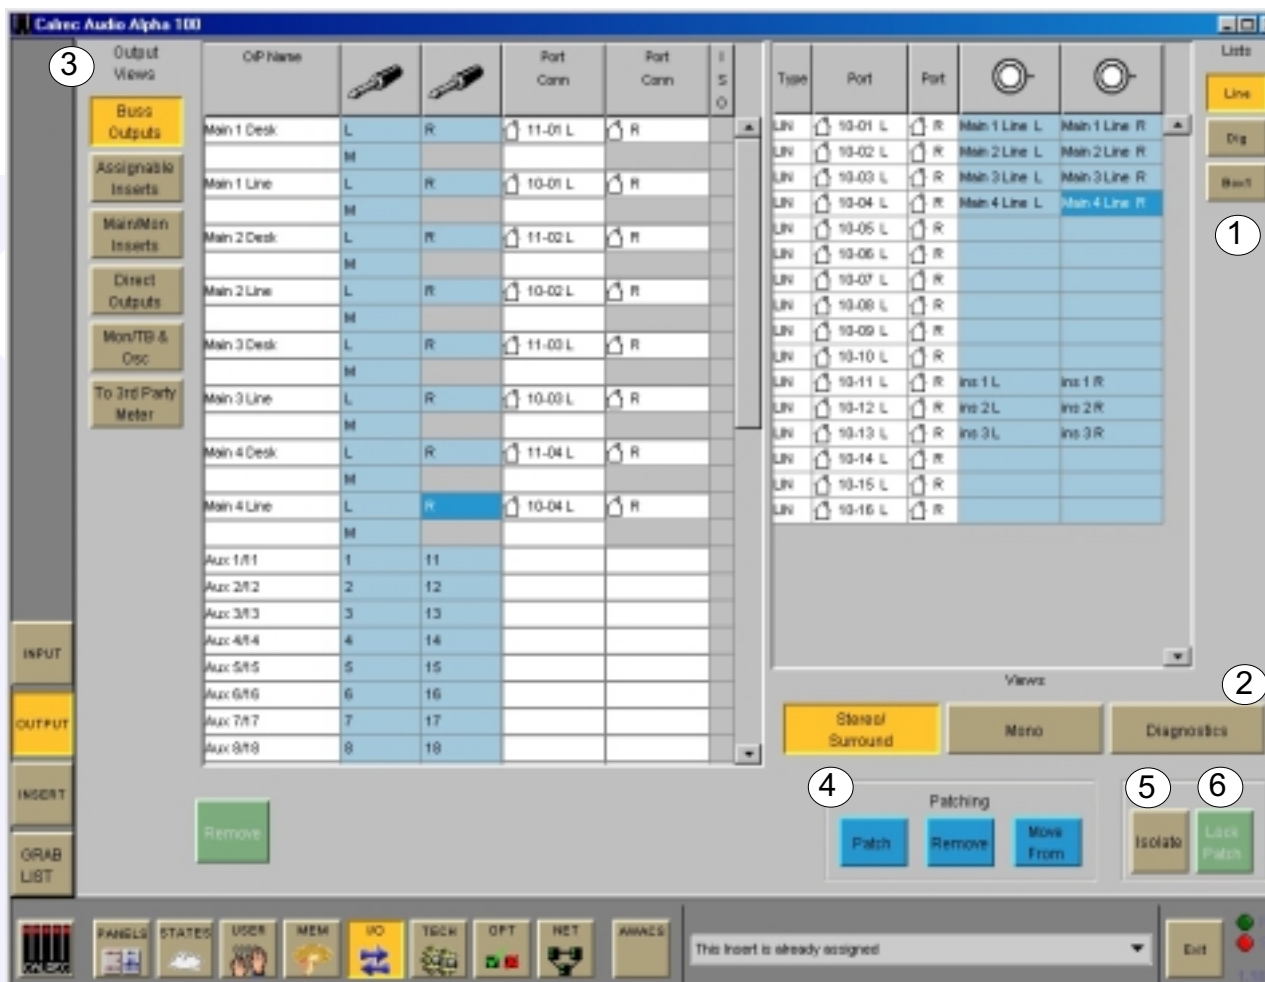 Calrec Audio Alpha 100
3
Output Views
Buss Outputs
Assignable Inserts
Main/Mon Inserts
Direct Outputs
Mon/TB & Osc
To 3rd Party Meter
O/P Name Port Conn Port Conn I S O
Main 1 Desk L R 11-01 L R
M
Main 1 Line L R 10-01 L R
M
Main 2 Desk L R 11-02 L R
M
Main 2 Line L R 10-02 L R
M
Main 3 Desk L R 11-03 L R
M
Main 3 Line L R 10-03 L R
M
Main 4 Desk L R 11-04 L R
M
Main 4 Line L R 10-04 L R
M
Aux 1/11 1 11
Aux 2/12 2 12
Aux 3/13 3 13
Aux 4/14 4 14
Aux 5/15 5 15
Aux 6/16 6 16
Aux 7/17 7 17
Aux 8/18 8 18
Type Port Port
LIN 10-01 L R Main 1 Line L Main 1 Line R
LIN 10-02 L R Main 2 Line L Main 2 Line R
LIN 10-03 L R Main 3 Line L Main 3 Line R
LIN 10-04 L R Main 4 Line L Main 4 Line R
LIN 10-05 L R
LIN 10-06 L R
LIN 10-07 L R
LIN 10-08 L R
LIN 10-09 L R
LIN 10-10 L R
LIN 10-11 L R ins 1 L ins 1 R
LIN 10-12 L R ins 2 L ins 2 R
LIN 10-13 L R ins 3 L ins 3 R
LIN 10-14 L R
LIN 10-15 L R
LIN 10-16 L R
Lists
Line
Dig
Box1
1
Views
2
Stereo/ Surround
Mono
Diagnostics
4
Patching
Patch
Remove
Move From
5
Isolate
6
Lock Patch
Remove
INPUT
OUTPUT
INSERT
GRAB LIST
CALREC
PANELS
STATES
USER
MEM
I/O
TECH
OPT
NET
AWACS
This Insert is already assigned
Exit